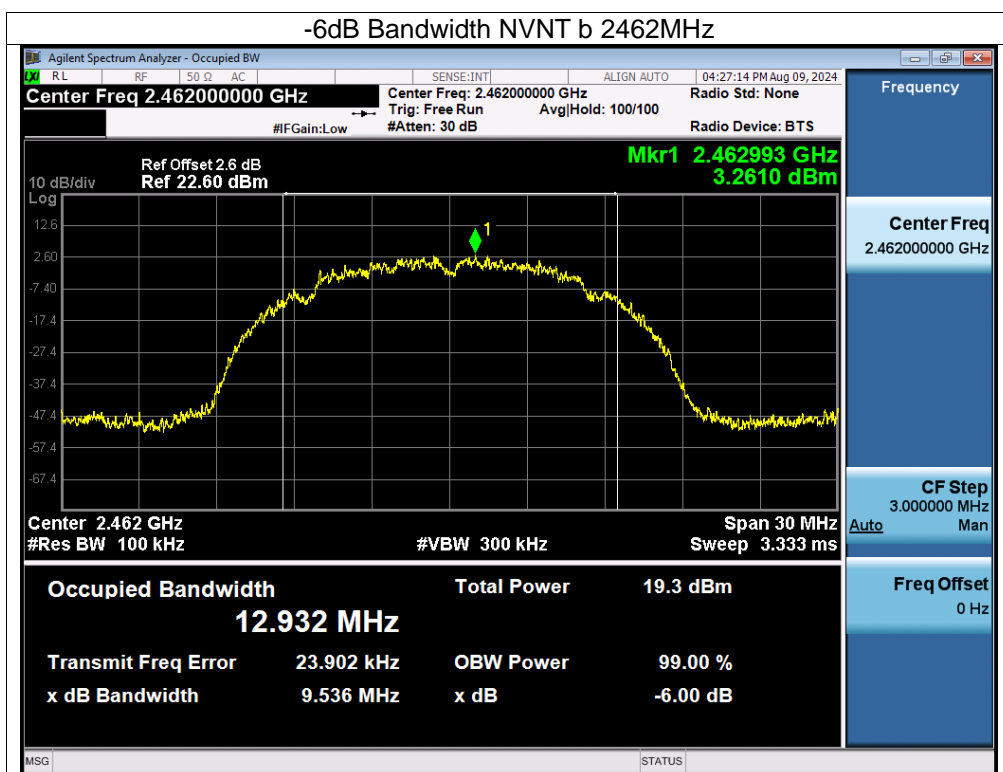 -6dB Bandwidth NVNT b 2462MHz
Agilent Spectrum Analyzer - Occupied BW
LXI RL RF 50 Ω AC SENSE:INT ALIGN AUTO 04:27:14 PM Aug 09, 2024
Center Freq 2.462000000 GHz
Center Freq: 2.462000000 GHz
Radio Std: None
Trig: Free Run Avg|Hold: 100/100
#IFGain:Low #Atten: 30 dB
Radio Device: BTS
Mkr1 2.462993 GHz
3.2610 dBm
Ref Offset 2.6 dB
10 dB/div Ref 22.60 dBm
Log
12.6
2.60
-7.40
-17.4
-27.4
-37.4
-47.4
-57.4
-67.4
1
Center 2.462 GHz Span 30 MHz
#Res BW 100 kHz #VBW 300 kHz Sweep 3.333 ms
Occupied Bandwidth Total Power 19.3 dBm
12.932 MHz
Transmit Freq Error 23.902 kHz OBW Power 99.00 %
x dB Bandwidth 9.536 MHz x dB -6.00 dB
Frequency
Center Freq
2.462000000 GHz
CF Step
3.000000 MHz
Auto Man
Freq Offset
0 Hz
MSG STATUS